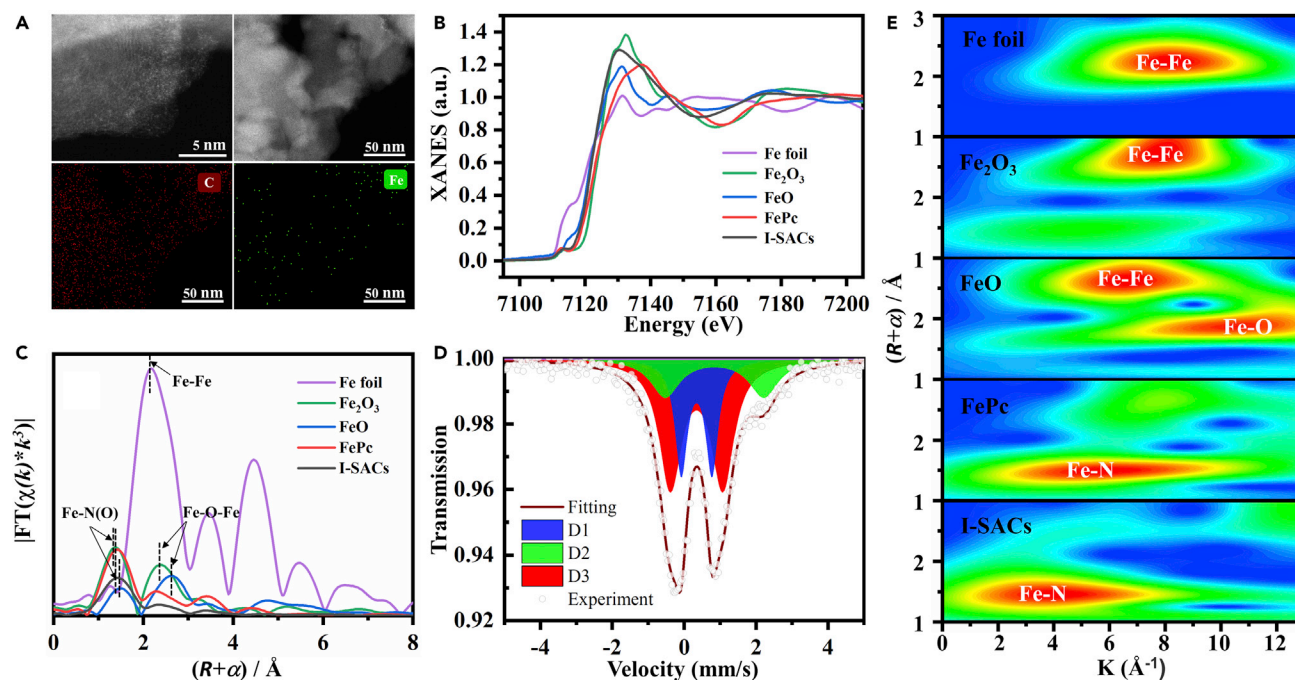 A
5 nm
50 nm
C
50 nm
Fe
50 nm
B
XANES (a.u.)
1.4
1.2
1.0
0.8
0.6
0.4
0.2
0.0
Fe foil
Fe₂O₃
FeO
FePc
I-SACs
7100 7120 7140 7160 7180 7200
Energy (eV)
C
|FT(χ(k)*k³)|
Fe-Fe
Fe foil
Fe₂O₃
FeO
FePc
I-SACs
Fe-N(O)
Fe-O-Fe
0 2 4 6 8
(R+α) / Å
D
Transmission
1.00
0.98
0.96
0.94
0.92
Fitting
D1
D2
D3
Experiment
-4 -2 0 2 4
Velocity (mm/s)
E
3
Fe foil
Fe-Fe
2
1
Fe₂O₃
Fe-Fe
2
1
FeO
Fe-Fe
2
Fe-O
1
FePc
2
Fe-N
1
I-SACs
2
Fe-N
1
(R+α) / Å
0 2 4 6 8 10 12
K (Å⁻¹)